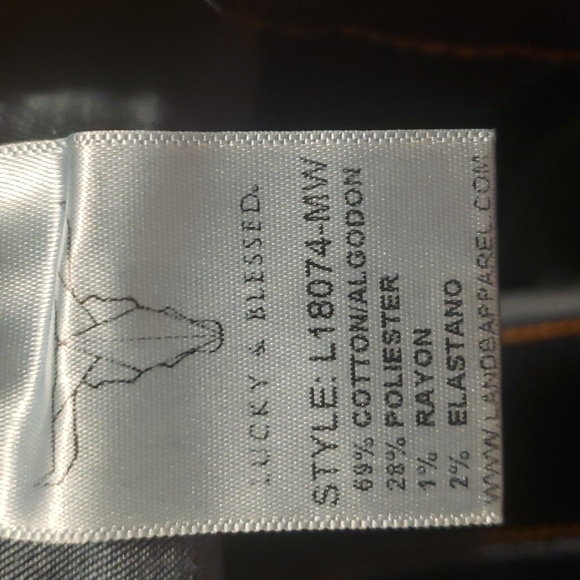 LUCKY & BLESSED.
STYLE: L18074-MW
69% COTTON/ALGODON
28% POLIESTER
1% RAYON
2% ELASTANO
WWW.LANDBAPPAREL.COM